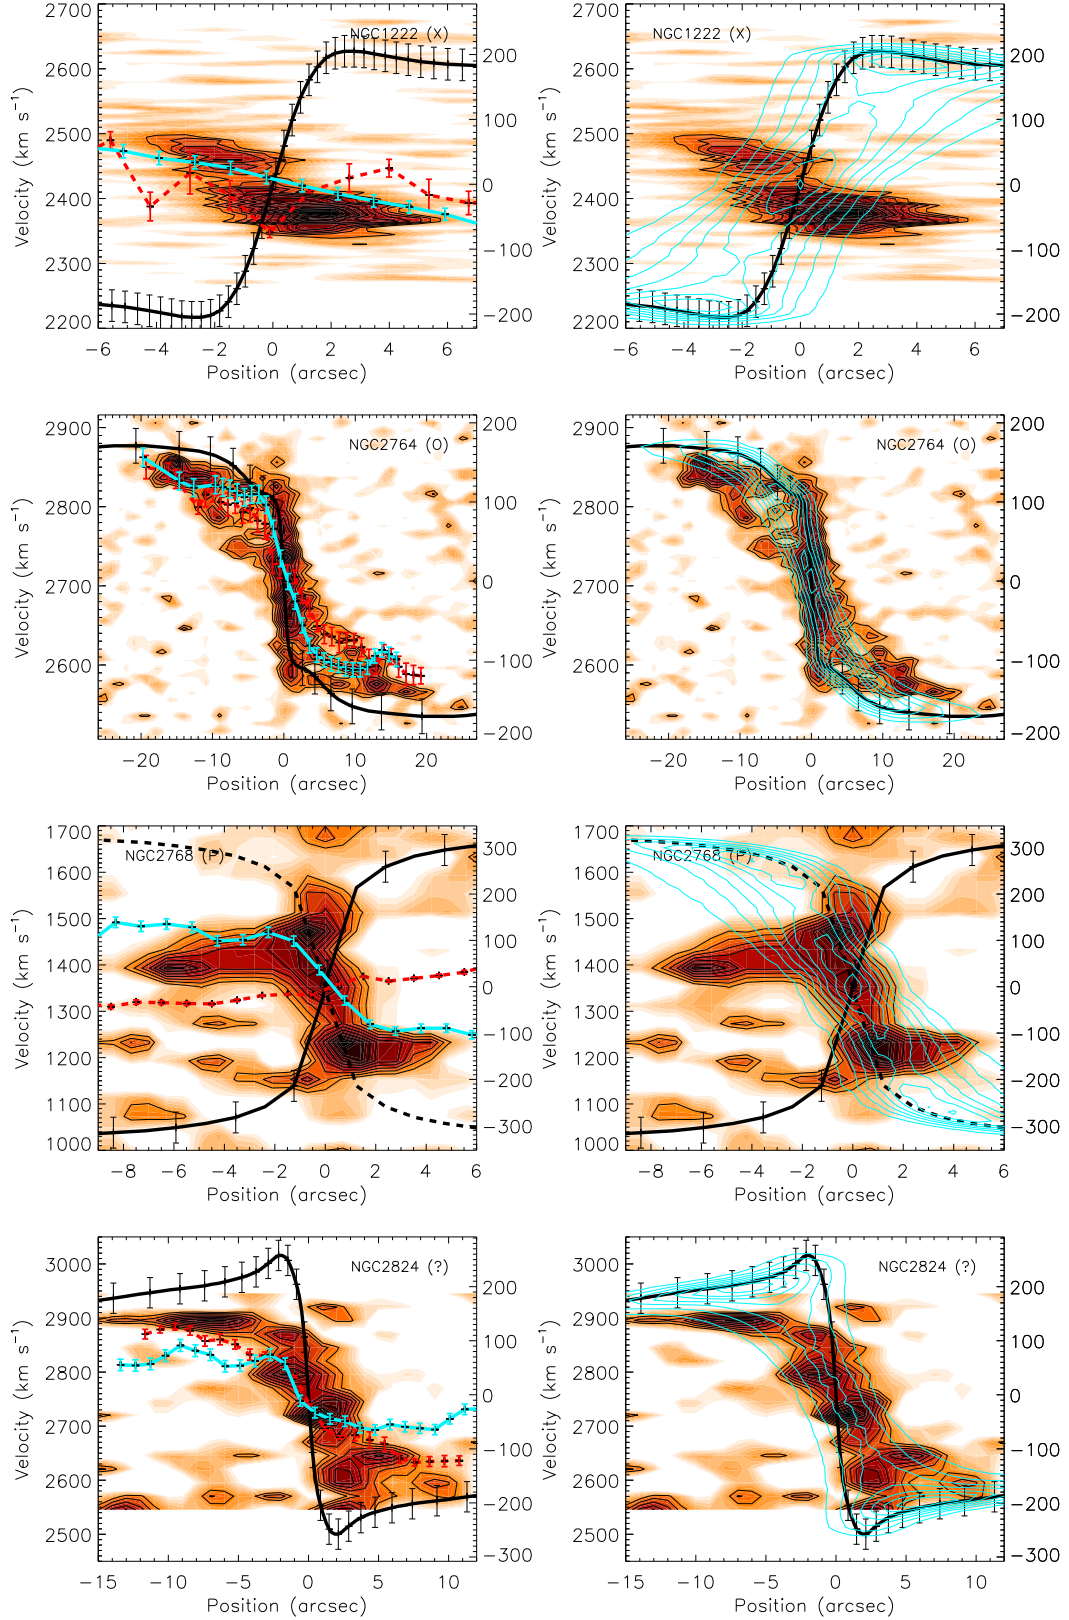 NGC1222 (X)
2700
2600
2500
2400
2300
2200
200
100
0
−100
−200
Velocity (km s⁻¹)
−6 −4 −2 0 2 4 6
Position (arcsec)
NGC1222 (X)
2700
2600
2500
2400
2300
2200
200
100
0
−100
−200
Velocity (km s⁻¹)
−6 −4 −2 0 2 4 6
Position (arcsec)
NGC2764 (O)
2900
2800
2700
2600
200
100
0
−100
−200
Velocity (km s⁻¹)
−20 −10 0 10 20
Position (arcsec)
NGC2764 (O)
2900
2800
2700
2600
200
100
0
−100
−200
Velocity (km s⁻¹)
−20 −10 0 10 20
Position (arcsec)
NGC2768 (P)
1700
1600
1500
1400
1300
1200
1100
1000
300
200
100
0
−100
−200
−300
Velocity (km s⁻¹)
−8 −6 −4 −2 0 2 4 6
Position (arcsec)
NGC2768 (P)
1700
1600
1500
1400
1300
1200
1100
1000
300
200
100
0
−100
−200
−300
Velocity (km s⁻¹)
−8 −6 −4 −2 0 2 4 6
Position (arcsec)
NGC2824 (?)
3000
2900
2800
2700
2600
2500
200
100
0
−100
−200
−300
Velocity (km s⁻¹)
−15 −10 −5 0 5 10
Position (arcsec)
NGC2824 (?)
3000
2900
2800
2700
2600
2500
200
100
0
−100
−200
−300
Velocity (km s⁻¹)
−15 −10 −5 0 5 10
Position (arcsec)